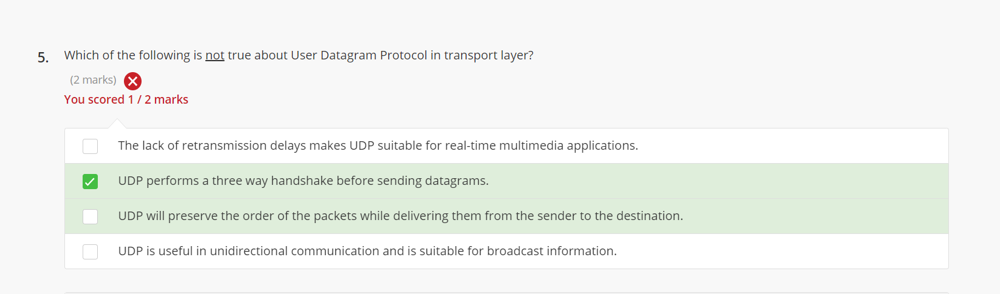 5. Which of the following is not true about User Datagram Protocol in transport layer?
(2 marks)
You scored 1 / 2 marks
The lack of retransmission delays makes UDP suitable for real-time multimedia applications.
UDP performs a three way handshake before sending datagrams.
UDP will preserve the order of the packets while delivering them from the sender to the destination.
UDP is useful in unidirectional communication and is suitable for broadcast information.